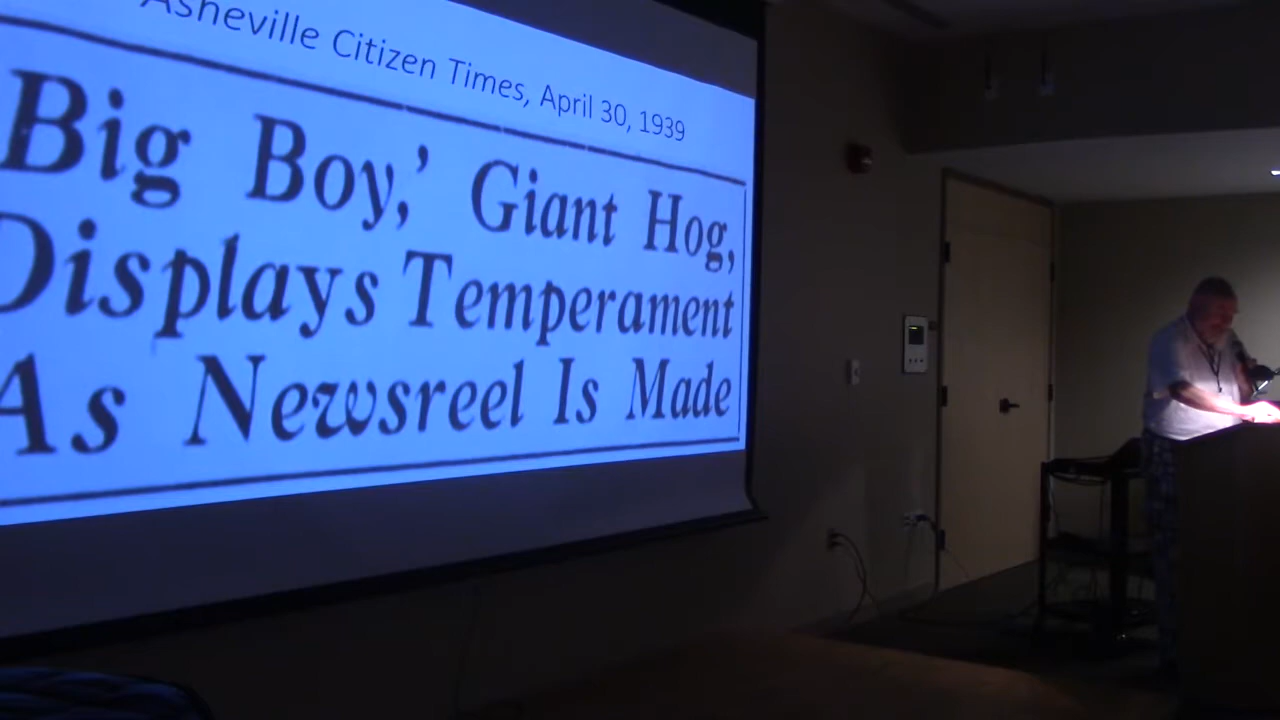 Asheville Citizen Times, April 30, 1939
Big Boy,' Giant Hog,
Displays Temperament
As Newsreel Is Made